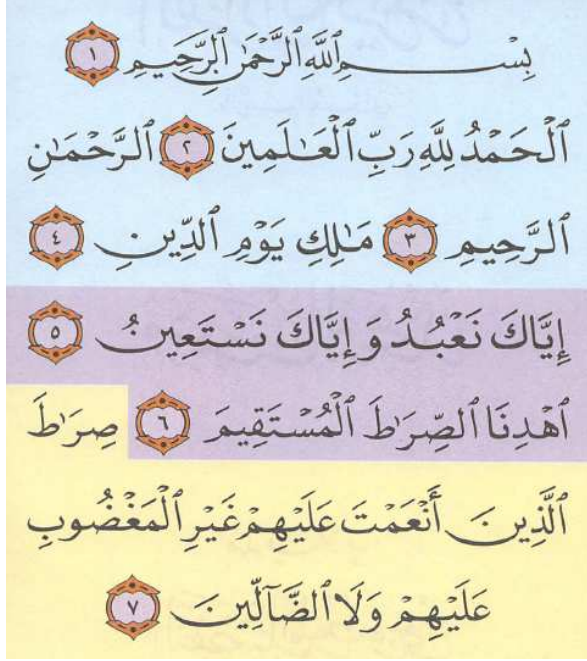 بِسْمِ ٱللَّهِ ٱلرَّحْمَٰنِ ٱلرَّحِيمِ ١
ٱلْحَمْدُ لِلَّهِ رَبِّ ٱلْعَٰلَمِينَ ٢ ٱلرَّحْمَٰنِ
ٱلرَّحِيمِ ٣ مَٰلِكِ يَوْمِ ٱلدِّينِ ٤
إِيَّاكَ نَعْبُدُ وَإِيَّاكَ نَسْتَعِينُ ٥
ٱهْدِنَا ٱلصِّرَٰطَ ٱلْمُسْتَقِيمَ ٦ صِرَٰطَ
ٱلَّذِينَ أَنْعَمْتَ عَلَيْهِمْ غَيْرِ ٱلْمَغْضُوبِ
عَلَيْهِمْ وَلَا ٱلضَّآلِّينَ ٧